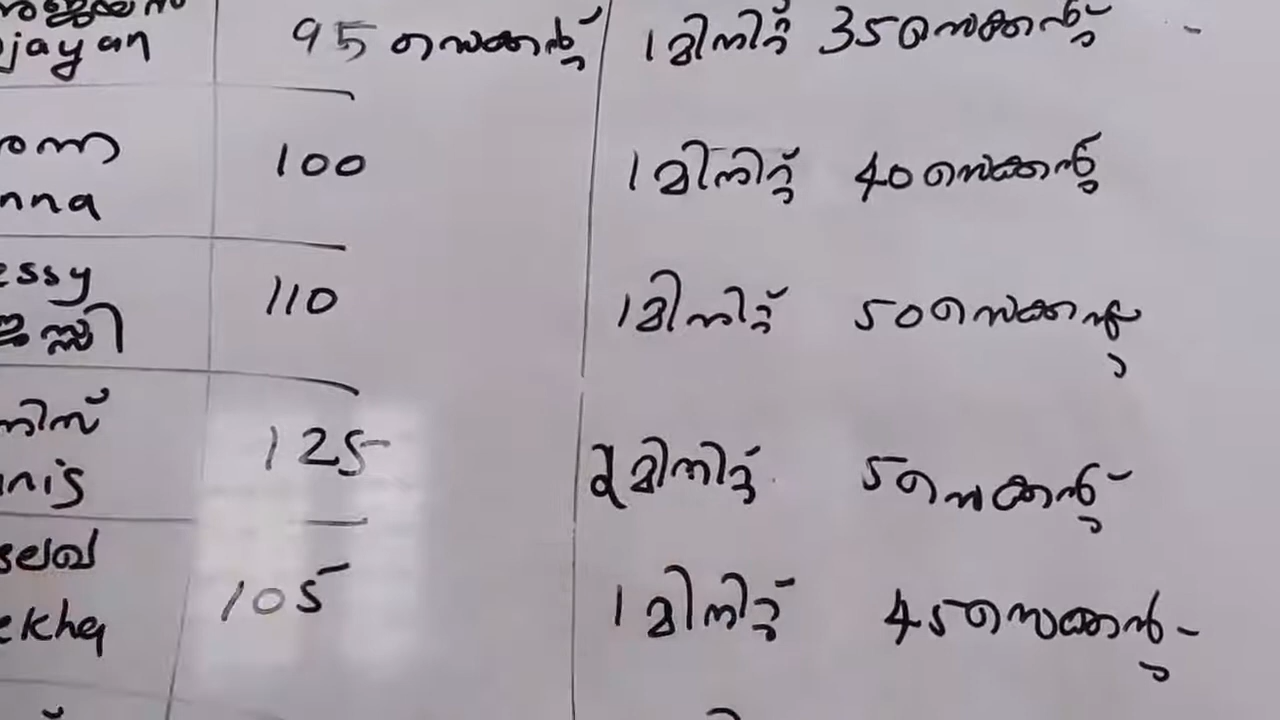 jayan 95 സെക്കന്റ് 1 മിനിറ്റ് 35 സെക്കന്റ്
100 1 മിനിറ്റ് 40 സെക്കന്റ്
nna
essy 110 1 മിനിറ്റ് 50 സെക്കന്റ്
ജെസ്സി
നിസ് 125 2 മിനിറ്റ് 5 സെക്കന്റ്
nis
ലേഖ 105 1 മിനിറ്റ് 45 സെക്കന്റ്
ekha